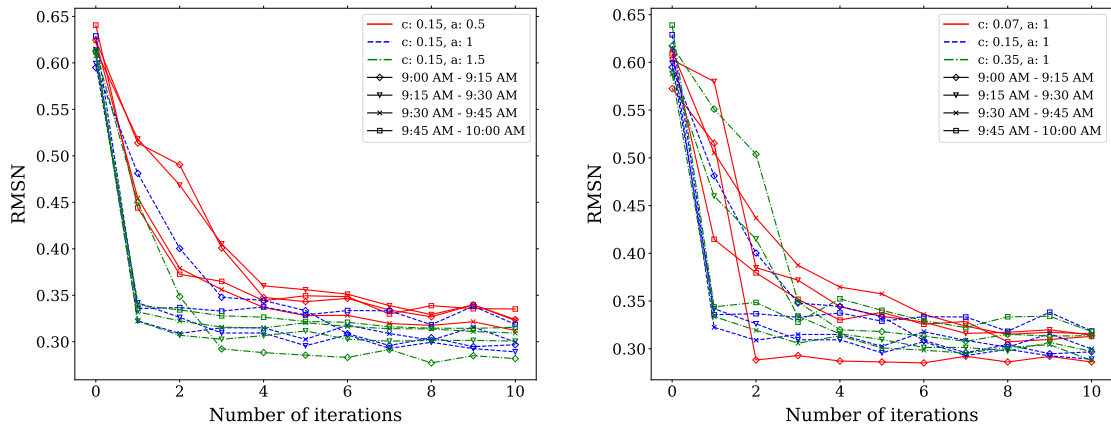 0.65
0.60
0.55
0.50
0.45
0.40
0.35
0.30
RMSN
0 2 4 6 8 10
Number of iterations
c: 0.15, a: 0.5
c: 0.15, a: 1
c: 0.15, a: 1.5
9:00 AM - 9:15 AM
9:15 AM - 9:30 AM
9:30 AM - 9:45 AM
9:45 AM - 10:00 AM
0.65
0.60
0.55
0.50
0.45
0.40
0.35
0.30
RMSN
0 2 4 6 8 10
Number of iterations
c: 0.07, a: 1
c: 0.15, a: 1
c: 0.35, a: 1
9:00 AM - 9:15 AM
9:15 AM - 9:30 AM
9:30 AM - 9:45 AM
9:45 AM - 10:00 AM